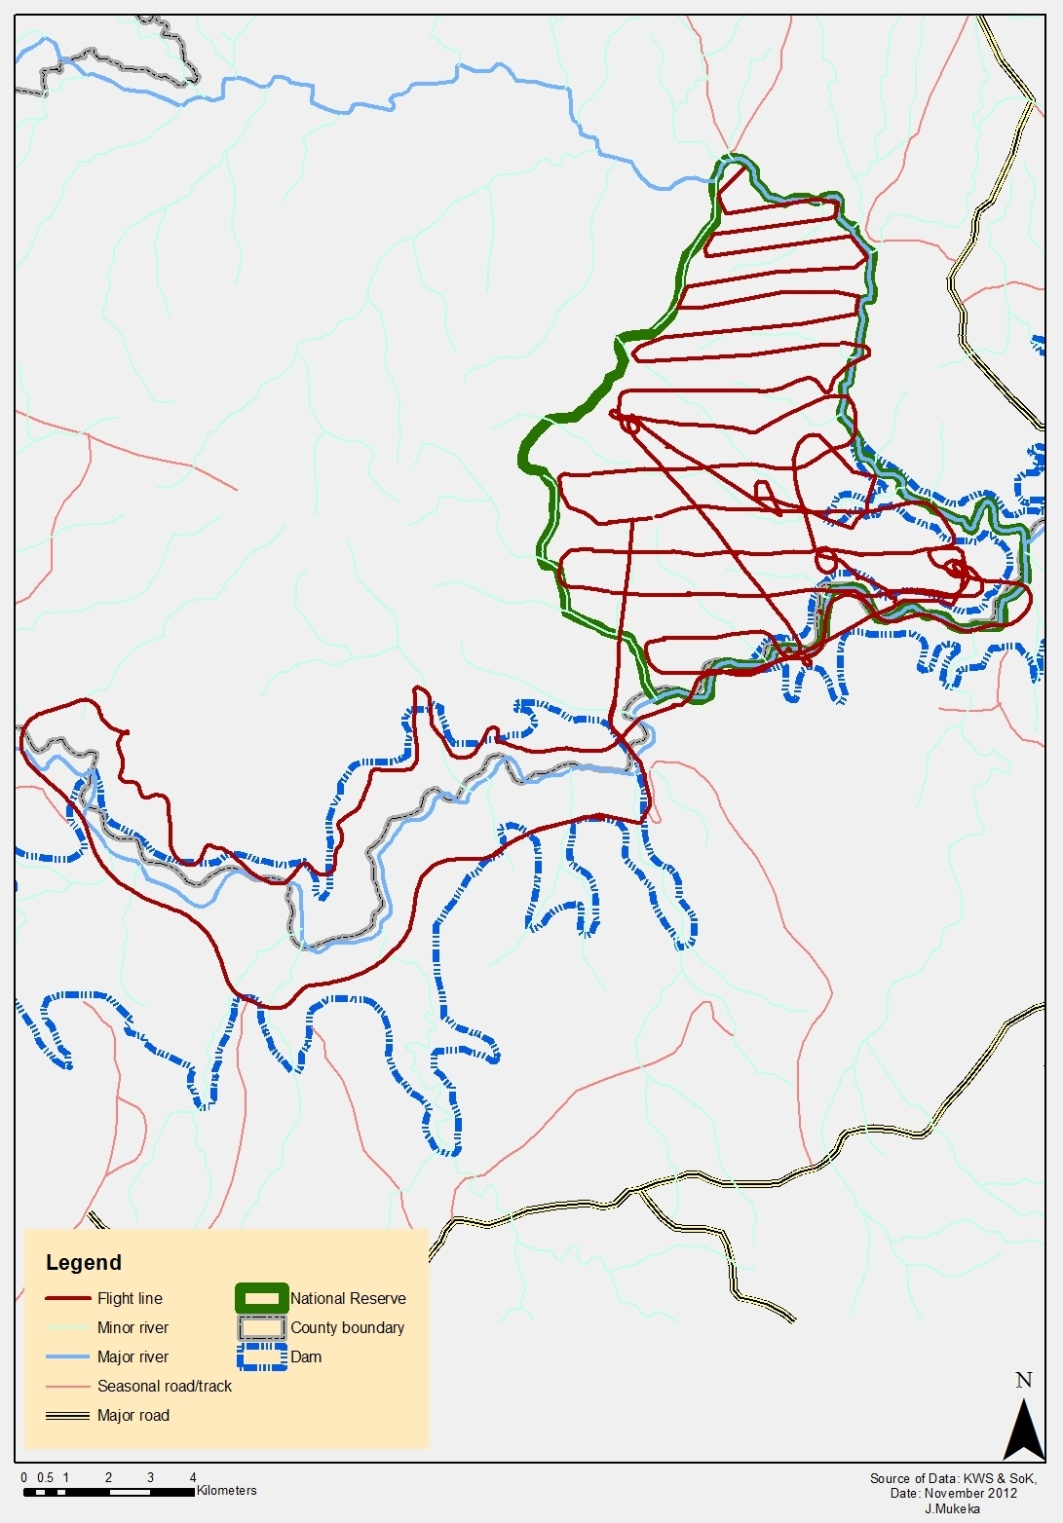 Legend
Flight line
Minor river
Major river
Seasonal road/track
Major road
National Reserve
County boundary
Dam
N
0 0.5 1 2 3 4
Kilometers
Source of Data: KWS & SoK,
Date: November 2012
J.Mukeka